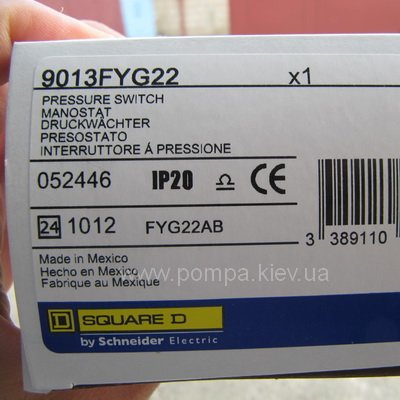 9013FYG22 x1
PRESSURE SWITCH
MANOSTAT
DRUCKWÄCHTER
PRESOSTATO
INTERRUTTORE Á PRESSIONE
052446 IP20 CE
24 1012 FYG22AB
3 389110
Made in Mexico
Hecho en Mexico
Fabrique au Mexique
www.pompa.kiev.ua
D SQUARE D
by Schneider Electric